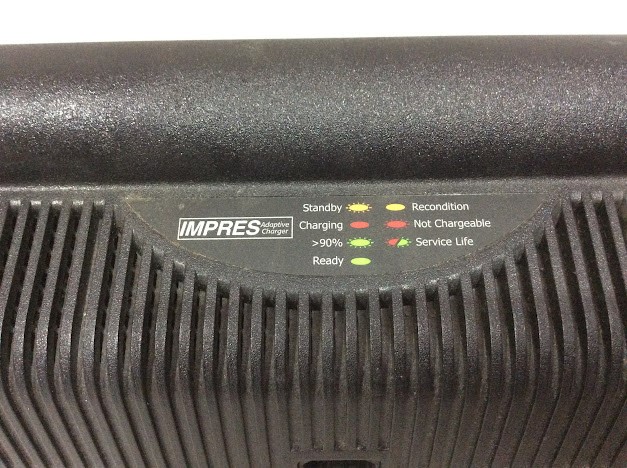 IMPRES Adaptive Charger
Standby Recondition
Charging Not Chargeable
>90% Service Life
Ready